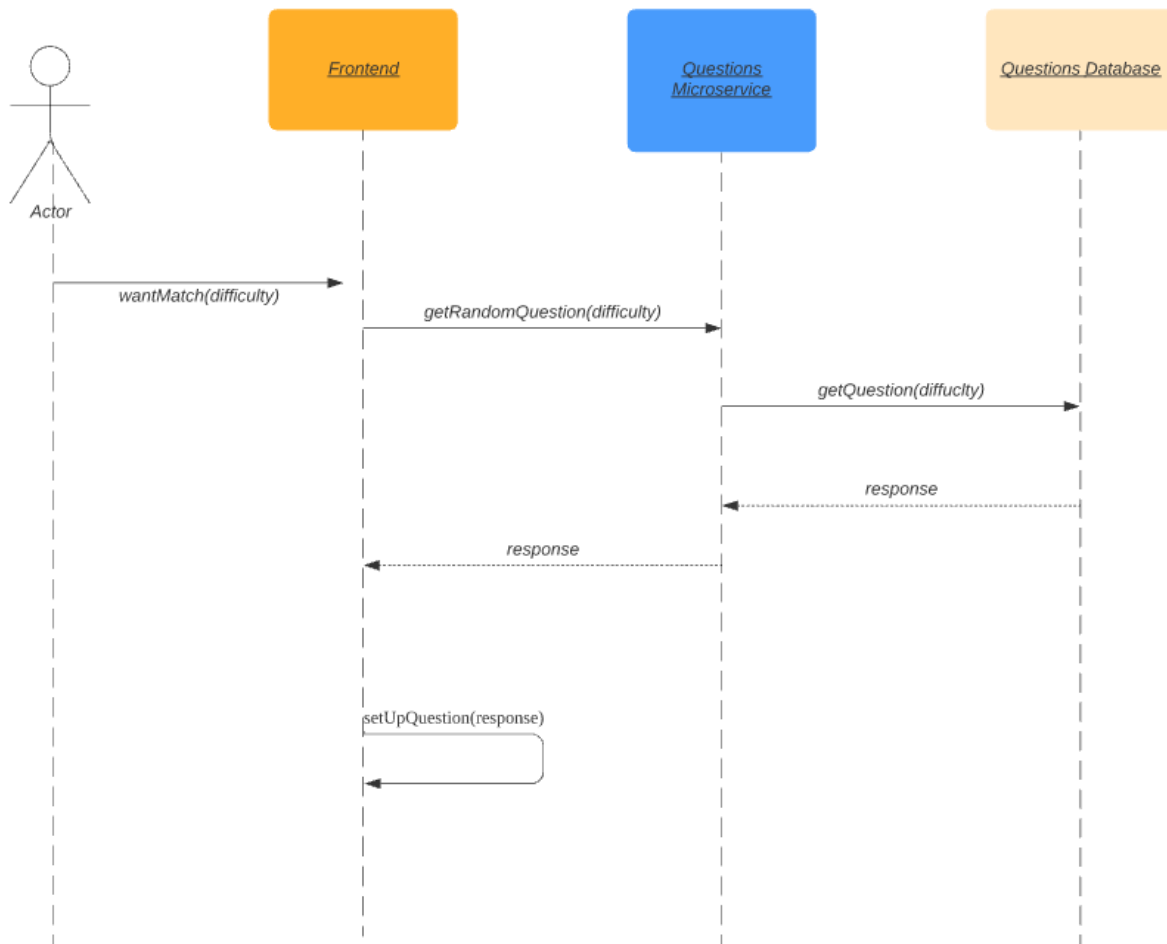 Frontend
Questions
Microservice
Questions Database
Actor
wantMatch(difficulty)
getRandomQuestion(difficulty)
getQuestion(diffuclty)
response
response
setUpQuestion(response)